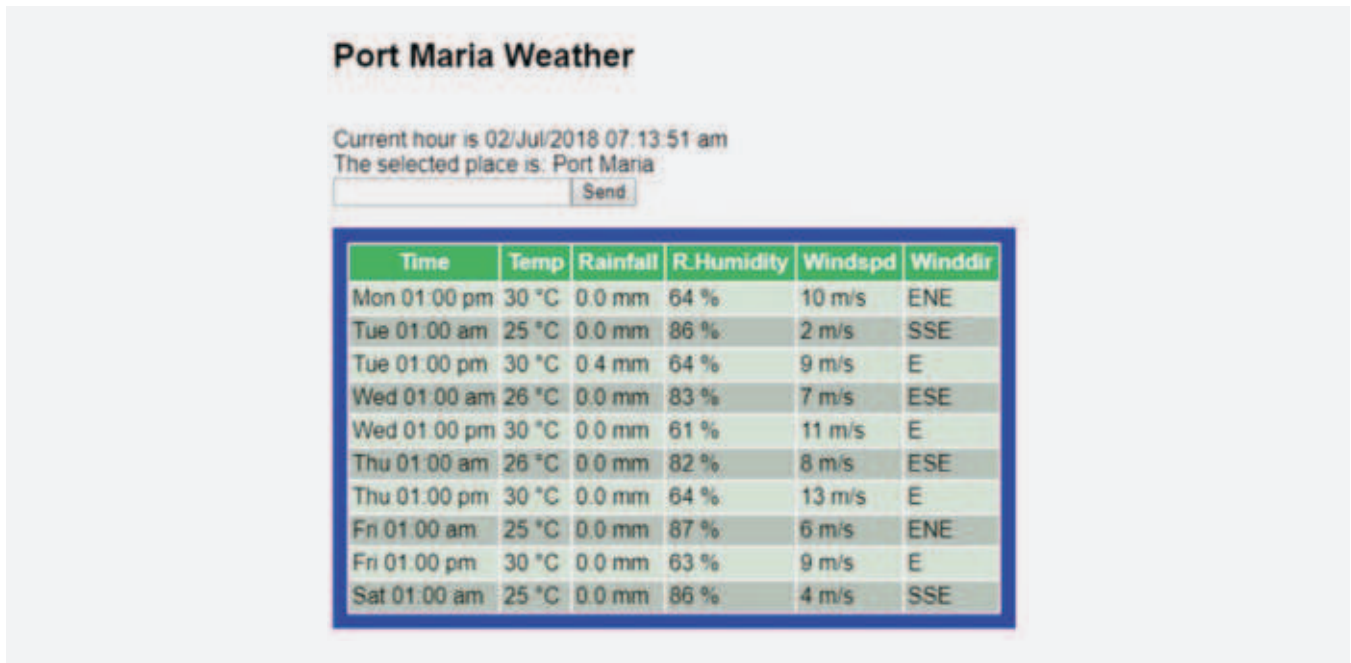 Port Maria Weather
Current hour is 02/Jul/2018 07:13:51 am
The selected place is: Port Maria
Send
Time Temp Rainfall R.Humidity Windspd Winddir
Mon 01:00 pm 30 °C 0.0 mm 64 % 10 m/s ENE
Tue 01:00 am 25 °C 0.0 mm 86 % 2 m/s SSE
Tue 01:00 pm 30 °C 0.4 mm 64 % 9 m/s E
Wed 01:00 am 26 °C 0.0 mm 83 % 7 m/s ESE
Wed 01:00 pm 30 °C 0.0 mm 61 % 11 m/s E
Thu 01:00 am 26 °C 0.0 mm 82 % 8 m/s ESE
Thu 01:00 pm 30 °C 0.0 mm 64 % 13 m/s E
Fri 01:00 am 25 °C 0.0 mm 87 % 6 m/s ENE
Fri 01:00 pm 30 °C 0.0 mm 63 % 9 m/s E
Sat 01:00 am 25 °C 0.0 mm 86 % 4 m/s SSE